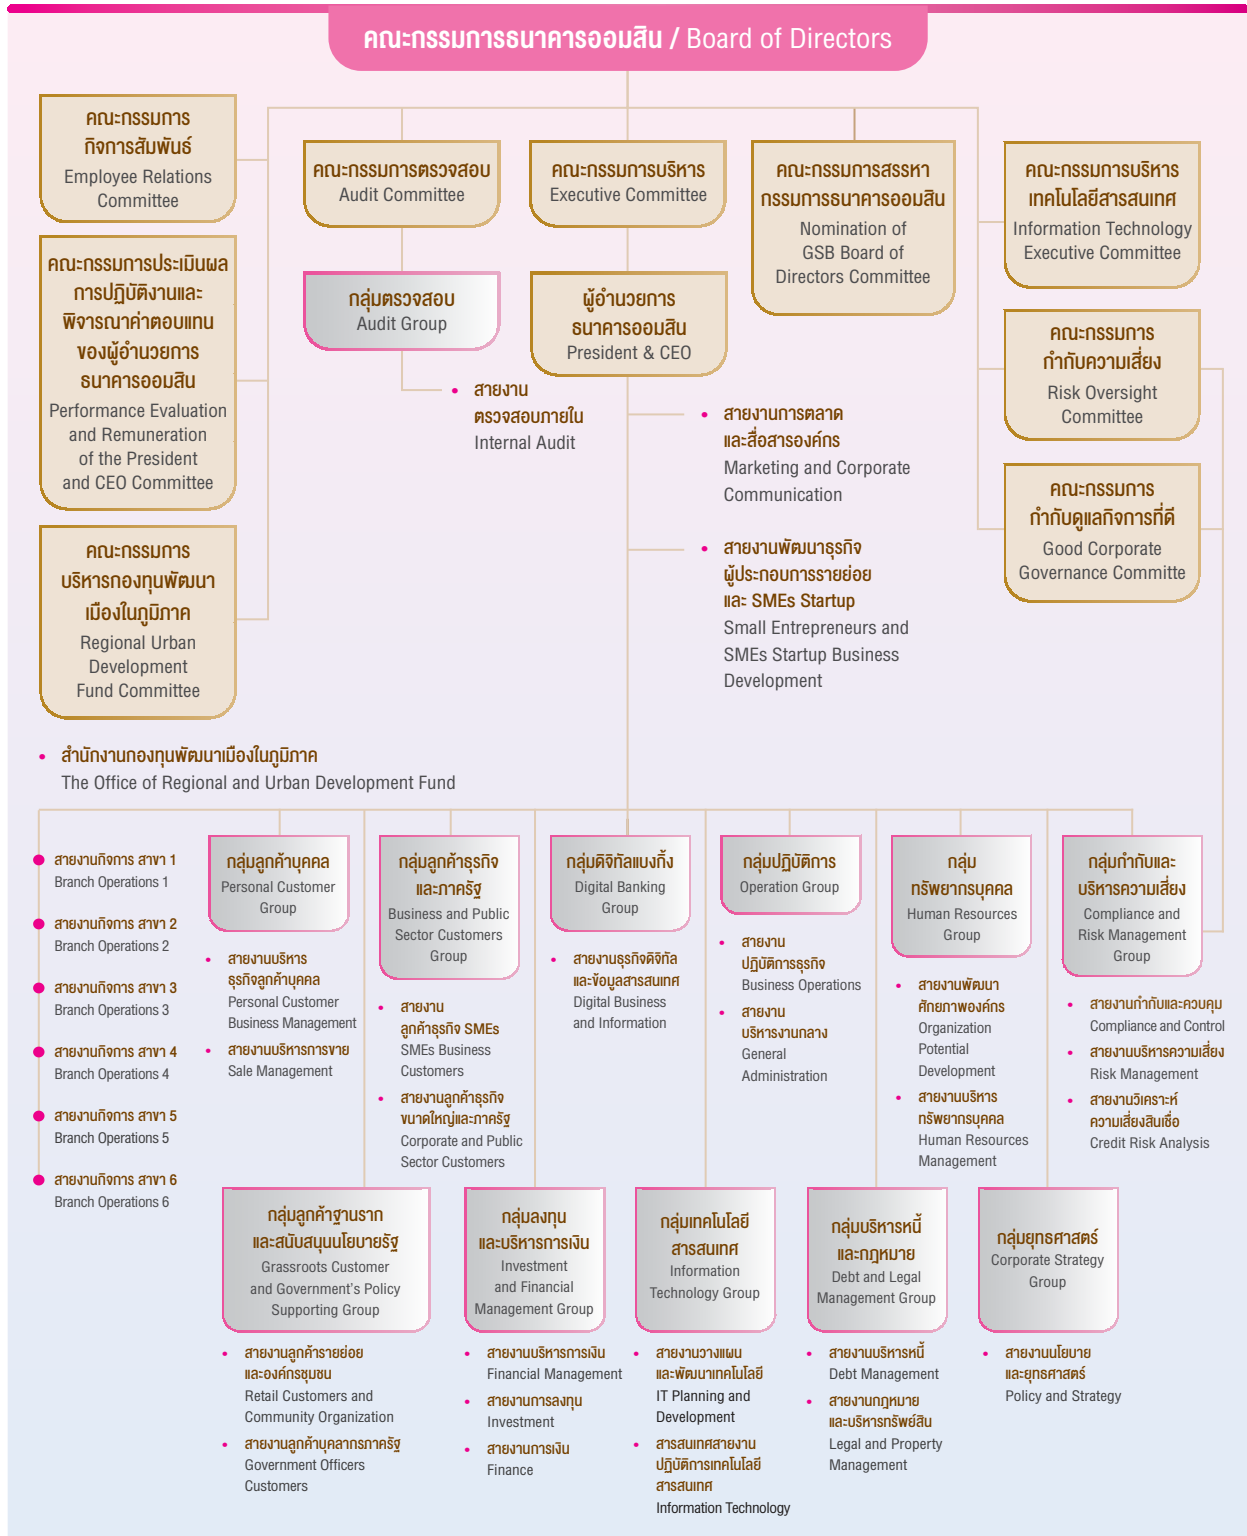 คณะกรรมการธนาคารออมสิน / Board of Directors
คณะกรรมการ
กิจการสัมพันธ์
Employee Relations
Committee
คณะกรรมการตรวจสอบ
Audit Committee
คณะกรรมการบริหาร
Executive Committee
คณะกรรมการสรรหา
กรรมการธนาคารออมสิน
Nomination of
GSB Board of
Directors Committee
คณะกรรมการบริหาร
เทคโนโลยีสารสนเทศ
Information Technology
Executive Committee
คณะกรรมการประเมินผล
การปฏิบัติงานและ
พิจารณาค่าตอบแทน
ของผู้อำนวยการ
ธนาคารออมสิน
Performance Evaluation
and Remuneration
of the President
and CEO Committee
กลุ่มตรวจสอบ
Audit Group
ผู้อำนวยการ
ธนาคารออมสิน
President & CEO
คณะกรรมการ
กำกับความเสี่ยง
Risk Oversight
Committee
• สายงาน
ตรวจสอบภายใน
Internal Audit
• สายงานการตลาด
และสื่อสารองค์กร
Marketing and Corporate
Communication
คณะกรรมการ
กำกับดูแลกิจการที่ดี
Good Corporate
Governance Committe
คณะกรรมการ
บริหารกองทุนพัฒนา
เมืองในภูมิภาค
Regional Urban
Development
Fund Committee
• สายงานพัฒนาธุรกิจ
ผู้ประกอบการรายย่อย
และ SMEs Startup
Small Entrepreneurs and
SMEs Startup Business
Development
• สำนักงานกองทุนพัฒนาเมืองในภูมิภาค
The Office of Regional and Urban Development Fund
สายงานกิจการ สาขา 1
Branch Operations 1
สายงานกิจการ สาขา 2
Branch Operations 2
สายงานกิจการ สาขา 3
Branch Operations 3
สายงานกิจการ สาขา 4
Branch Operations 4
สายงานกิจการ สาขา 5
Branch Operations 5
สายงานกิจการ สาขา 6
Branch Operations 6
กลุ่มลูกค้าบุคคล
Personal Customer
Group
• สายงานบริหาร
ธุรกิจลูกค้าบุคคล
Personal Customer
Business Management
• สายงานบริหารการขาย
Sale Management
กลุ่มลูกค้าธุรกิจ
และภาครัฐ
Business and Public
Sector Customers
Group
• สายงาน
ลูกค้าธุรกิจ SMEs
SMEs Business
Customers
• สายงานลูกค้าธุรกิจ
ขนาดใหญ่และภาครัฐ
Corporate and Public
Sector Customers
กลุ่มดิจิทัลแบงกิ้ง
Digital Banking
Group
• สายงานธุรกิจดิจิทัล
และข้อมูลสารสนเทศ
Digital Business
and Information
กลุ่มปฏิบัติการ
Operation Group
• สายงาน
ปฏิบัติการธุรกิจ
Business Operations
• สายงาน
บริหารงานกลาง
General
Administration
กลุ่ม
ทรัพยากรบุคคล
Human Resources
Group
• สายงานพัฒนา
ศักยภาพองค์กร
Organization
Potential
Development
• สายงานบริหาร
ทรัพยากรบุคคล
Human Resources
Management
กลุ่มกำกับและ
บริหารความเสี่ยง
Compliance and
Risk Management
Group
• สายงานกำกับและควบคุม
Compliance and Control
• สายงานบริหารความเสี่ยง
Risk Management
• สายงานวิเคราะห์
ความเสี่ยงสินเชื่อ
Credit Risk Analysis
กลุ่มลูกค้าฐานราก
และสนับสนุนนโยบายรัฐ
Grassroots Customer
and Government's Policy
Supporting Group
• สายงานลูกค้ารายย่อย
และองค์กรชุมชน
Retail Customers and
Community Organization
• สายงานลูกค้าบุคลากรภาครัฐ
Government Officers
Customers
กลุ่มลงทุน
และบริหารการเงิน
Investment
and Financial
Management Group
• สายงานบริหารการเงิน
Financial Management
• สายงานการลงทุน
Investment
• สายงานการเงิน
Finance
กลุ่มเทคโนโลยี
สารสนเทศ
Information
Technology Group
• สายงานวางแผน
และพัฒนาเทคโนโลยี
IT Planning and
Development
• สารสนเทศสายงาน
ปฏิบัติการเทคโนโลยี
สารสนเทศ
Information Technology
กลุ่มบริหารหนี้
และกฎหมาย
Debt and Legal
Management Group
• สายงานบริหารหนี้
Debt Management
• สายงานกฎหมาย
และบริหารทรัพย์สิน
Legal and Property
Management
กลุ่มยุทธศาสตร์
Corporate Strategy
Group
• สายงานนโยบาย
และยุทธศาสตร์
Policy and Strategy